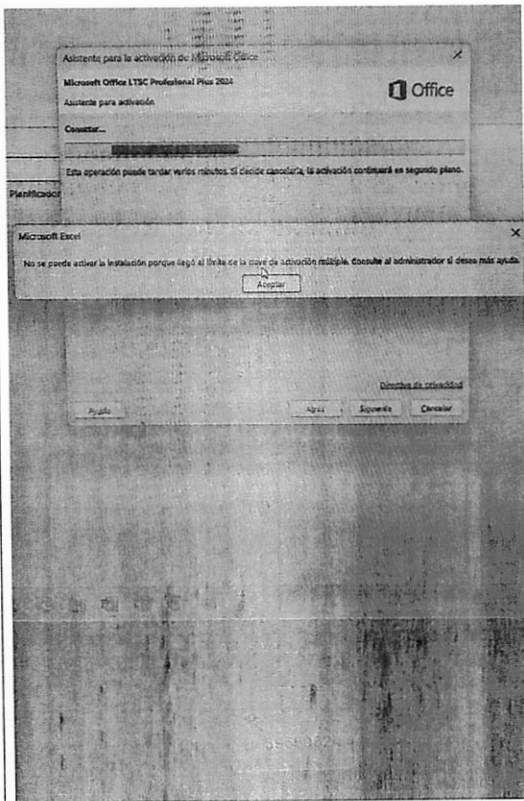 Asistente para la activación de Microsoft Office
Microsoft Office LTSC Profesional Plus 2024
Office
Asistente para activación
Conectar...
Esta operación puede tardar varios minutos. Si decide cancelarla, la activación continuará en segundo plano.
Planificador
Microsoft Excel
No se puede activar la instalación porque llegó al límite de la clave de activación múltiple. Consulte al administrador si desea más ayuda.
Aceptar
Directiva de privacidad
Ayuda
Atrás
Siguiente
Cancelar